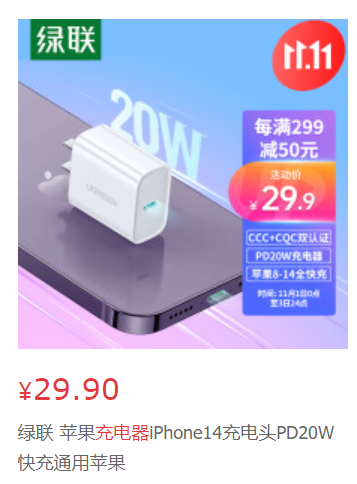 绿联
11.11
20W
每满299
减50元
活动价
¥29.9
UGREEN
CCC+CQC双认证
PD20W充电器
苹果8-14全快充
时间: 11月1日0点
至3日24点
¥29.90
绿联 苹果充电器iPhone14充电头PD20W
快充通用苹果